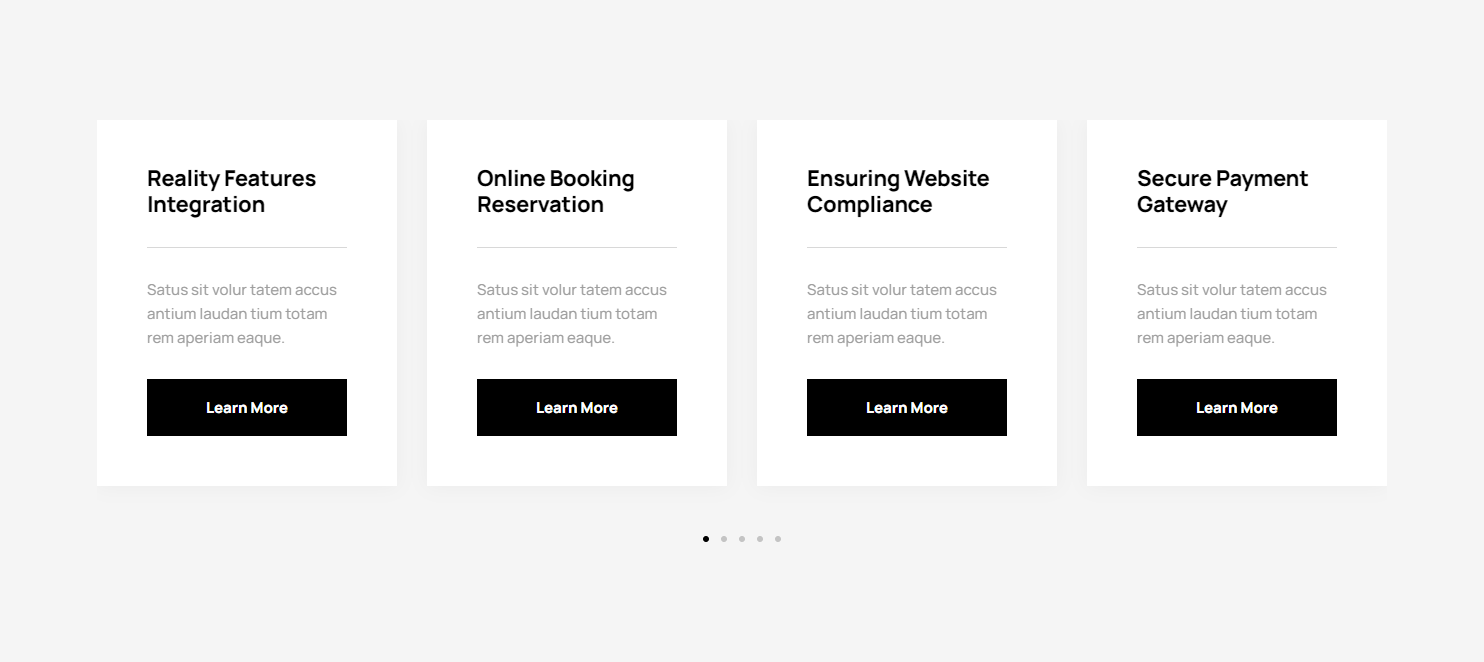 Reality Features
Integration
Satus sit volur tatem accus
antium laudan tium totam
rem aperiam eaque.
Learn More
Online Booking
Reservation
Satus sit volur tatem accus
antium laudan tium totam
rem aperiam eaque.
Learn More
Ensuring Website
Compliance
Satus sit volur tatem accus
antium laudan tium totam
rem aperiam eaque.
Learn More
Secure Payment
Gateway
Satus sit volur tatem accus
antium laudan tium totam
rem aperiam eaque.
Learn More